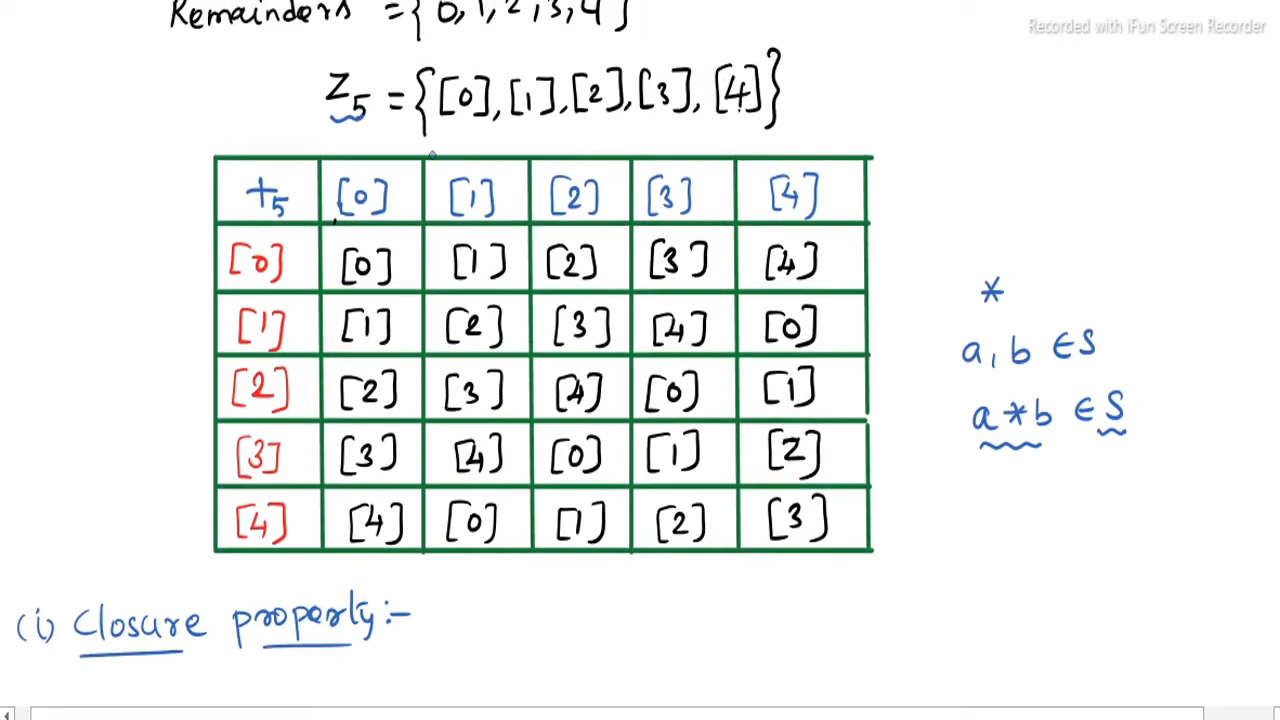 Remainders = {0, 1, 2, 3, 4}
Recorded with iFun Screen Recorder
Z₅ = {[0], [1], [2], [3], [4]}
+₅ [0] [1] [2] [3] [4]
[0] [0] [1] [2] [3] [4]
[1] [1] [2] [3] [4] [0]
[2] [2] [3] [4] [0] [1]
[3] [3] [4] [0] [1] [2]
[4] [4] [0] [1] [2] [3]
*
a, b ∈ S
a * b ∈ S
(i) Closure property:-